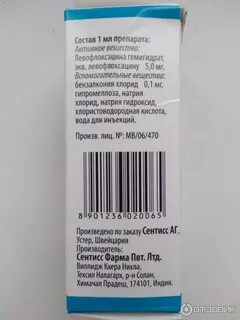 Состав 1 мл препарата:
Активное вещество:
Левофлоксацина гемигидрат,
экв. левофлоксацину 5,0 мг,
Вспомогательные вещества:
бензалкония хлорид 0,1 мг,
гипромеллоза, натрия
хлорид, натрия гидроксид,
хлористоводородная кислота,
вода для инъекций.
Произв. лиц. №: MB/06/470
8 901236 020065
Произведено по заказу Сентисс АГ,
Устер, Швейцария
Производитель:
Сентисс Фарма Пвт. Лтд.
Виллидж Кхера Нихла,
Техсил Налагарх, р-н Солан,
Химачал Прадеш, 174101, Индия.
ОТЗОВИК